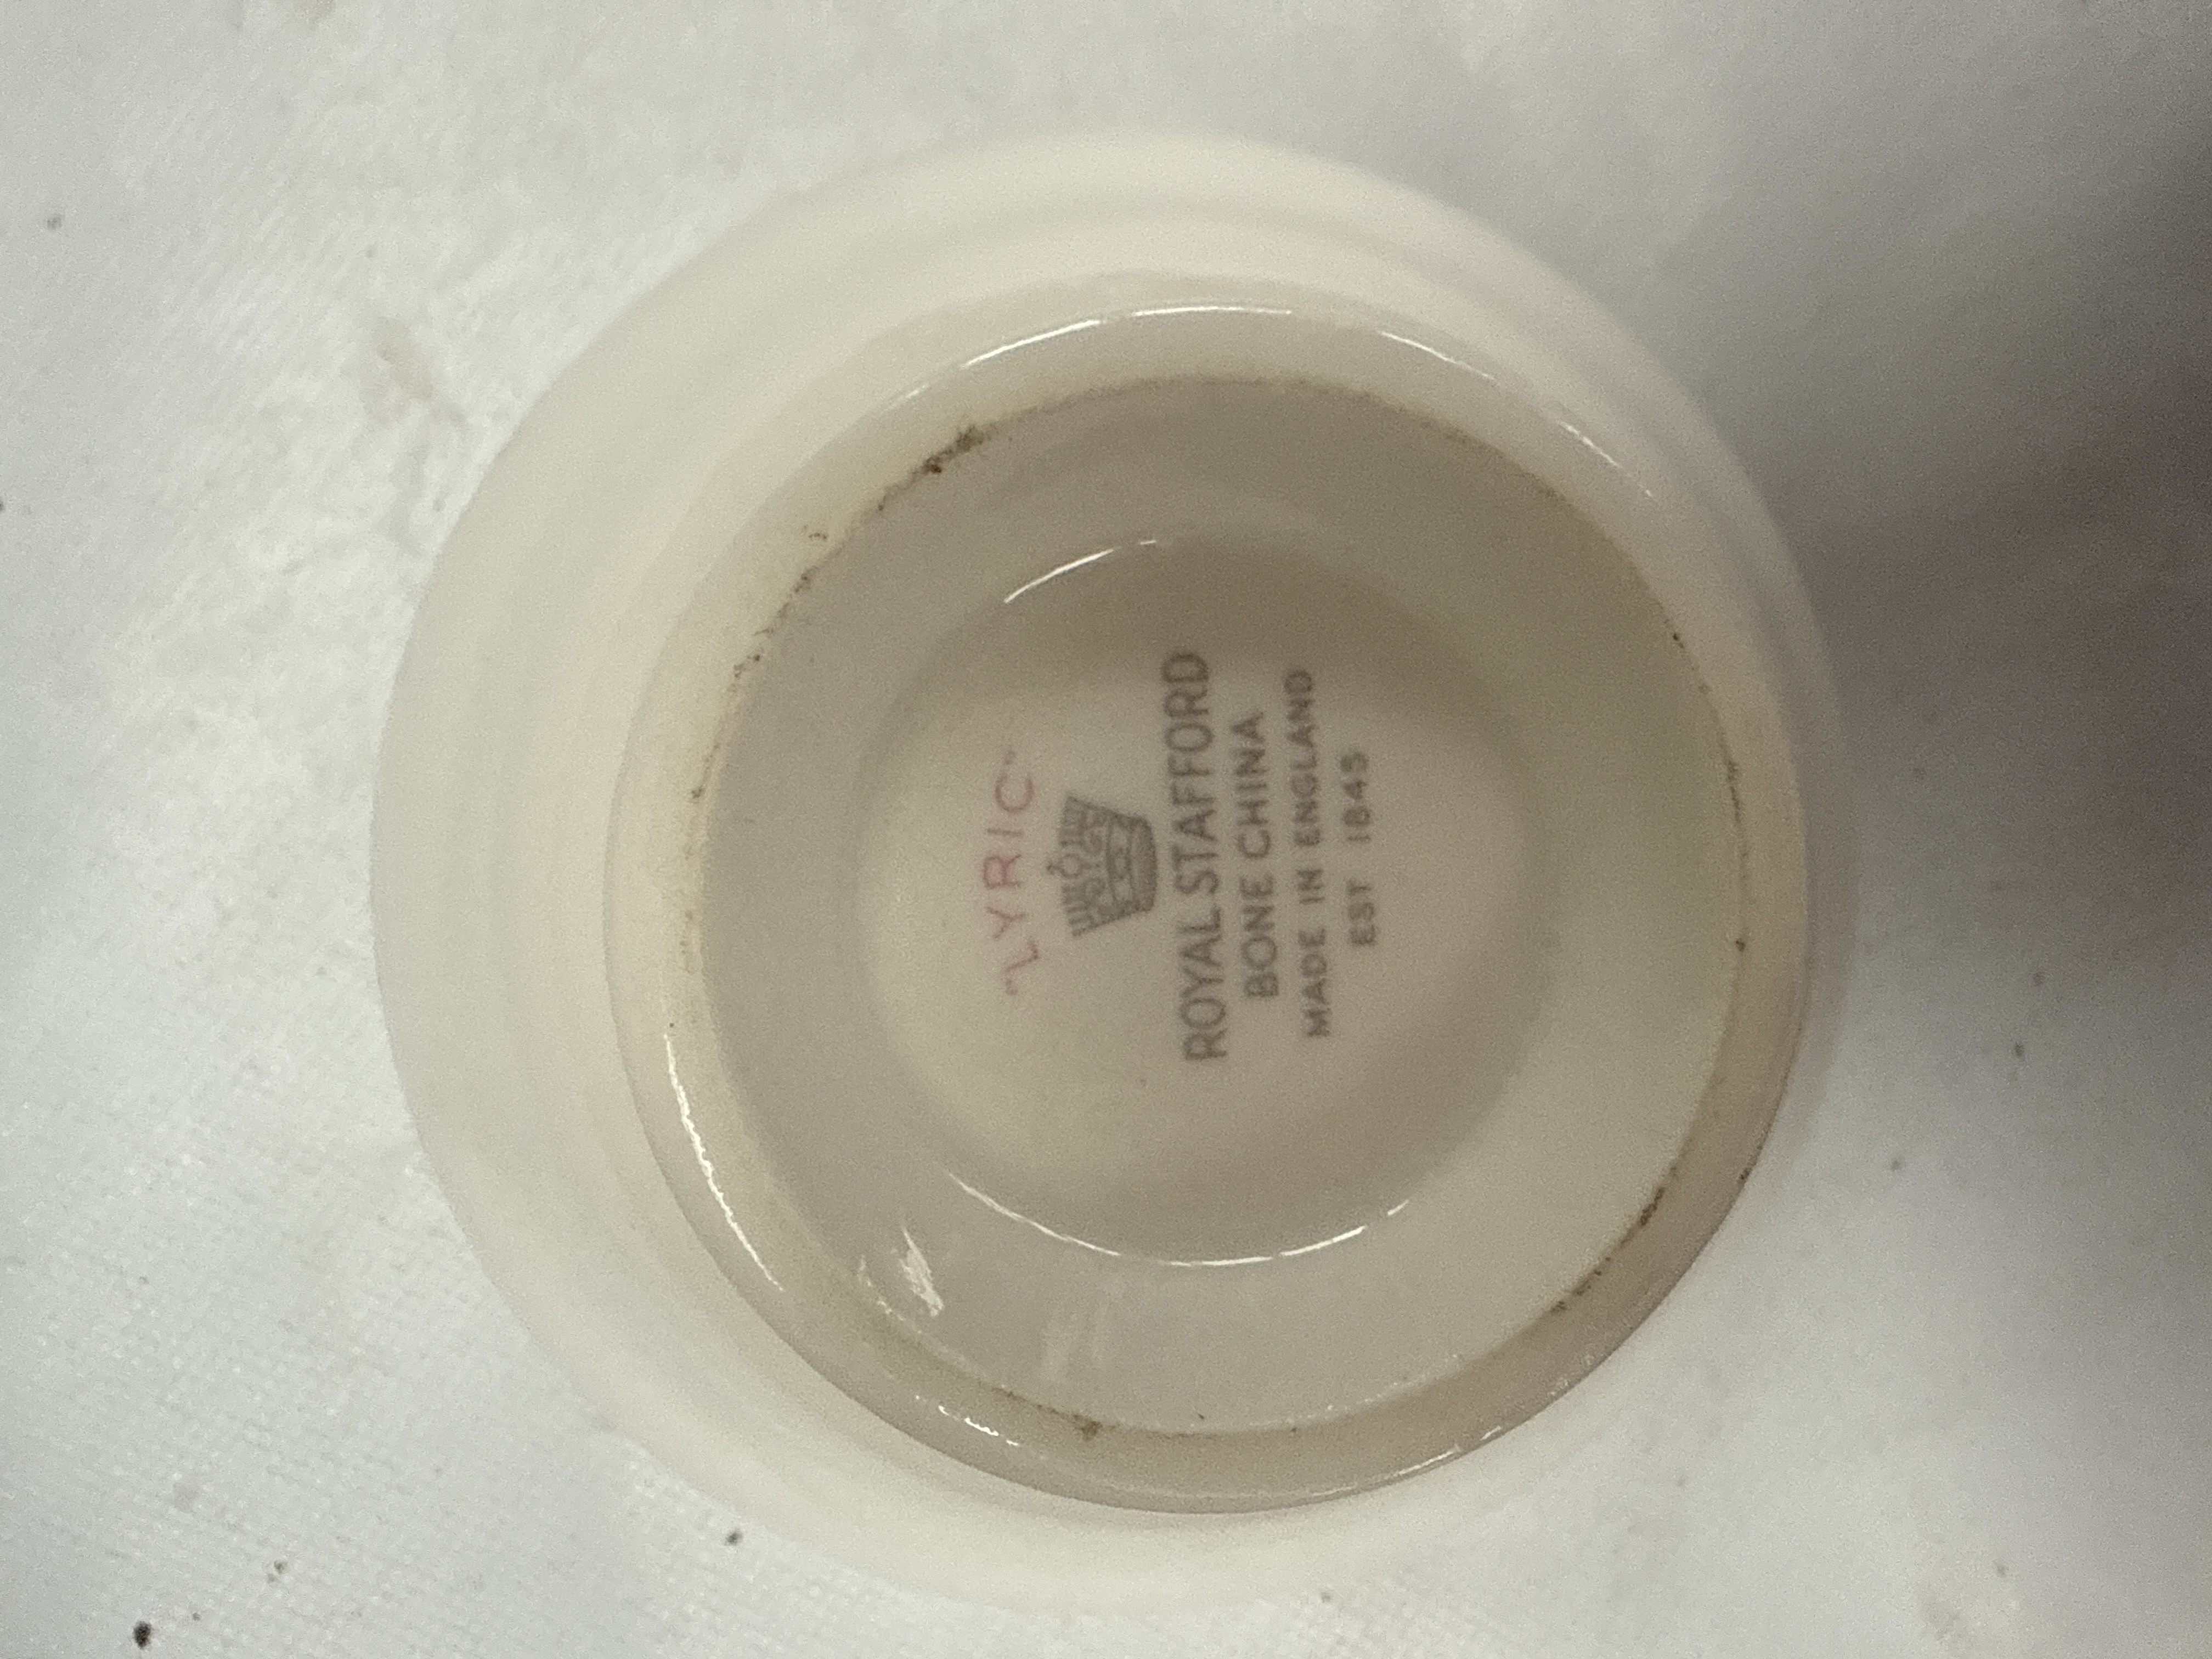 "LYRIC"
ROYAL STAFFORD
BONE CHINA
MADE IN ENGLAND
EST 1845